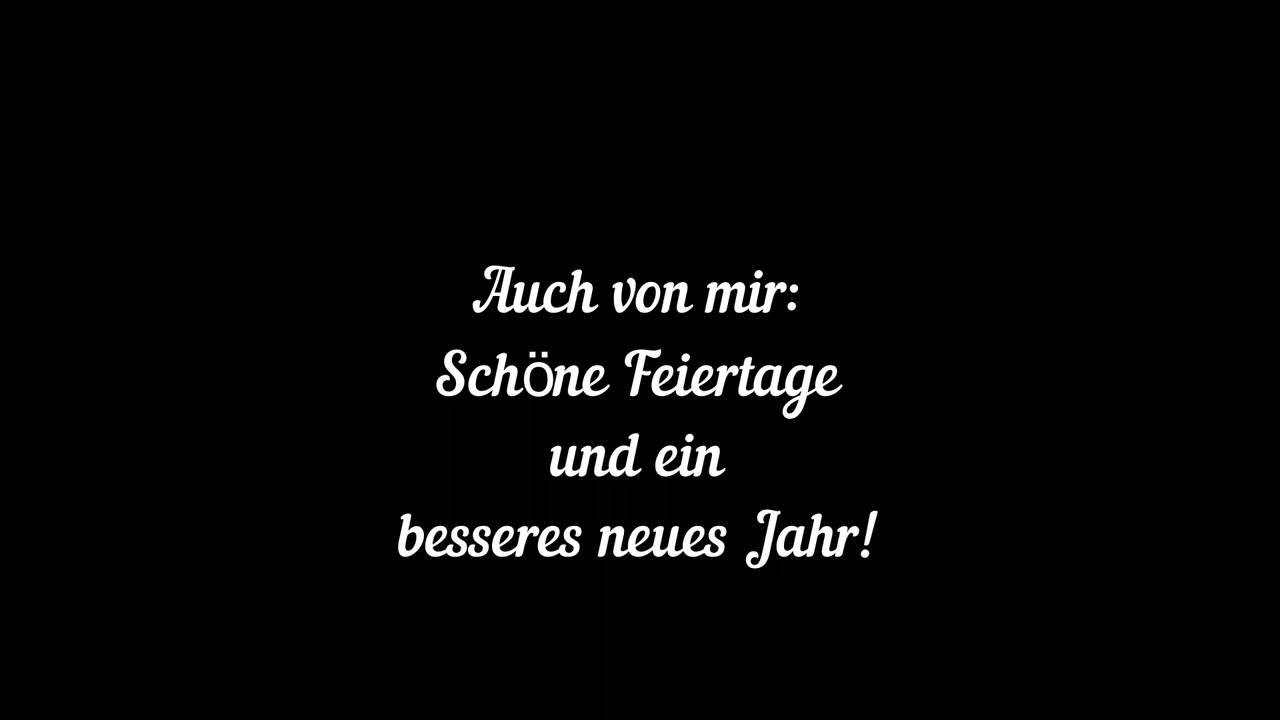 Auch von mir:
Schöne Feiertage
und ein
besseres neues Jahr!